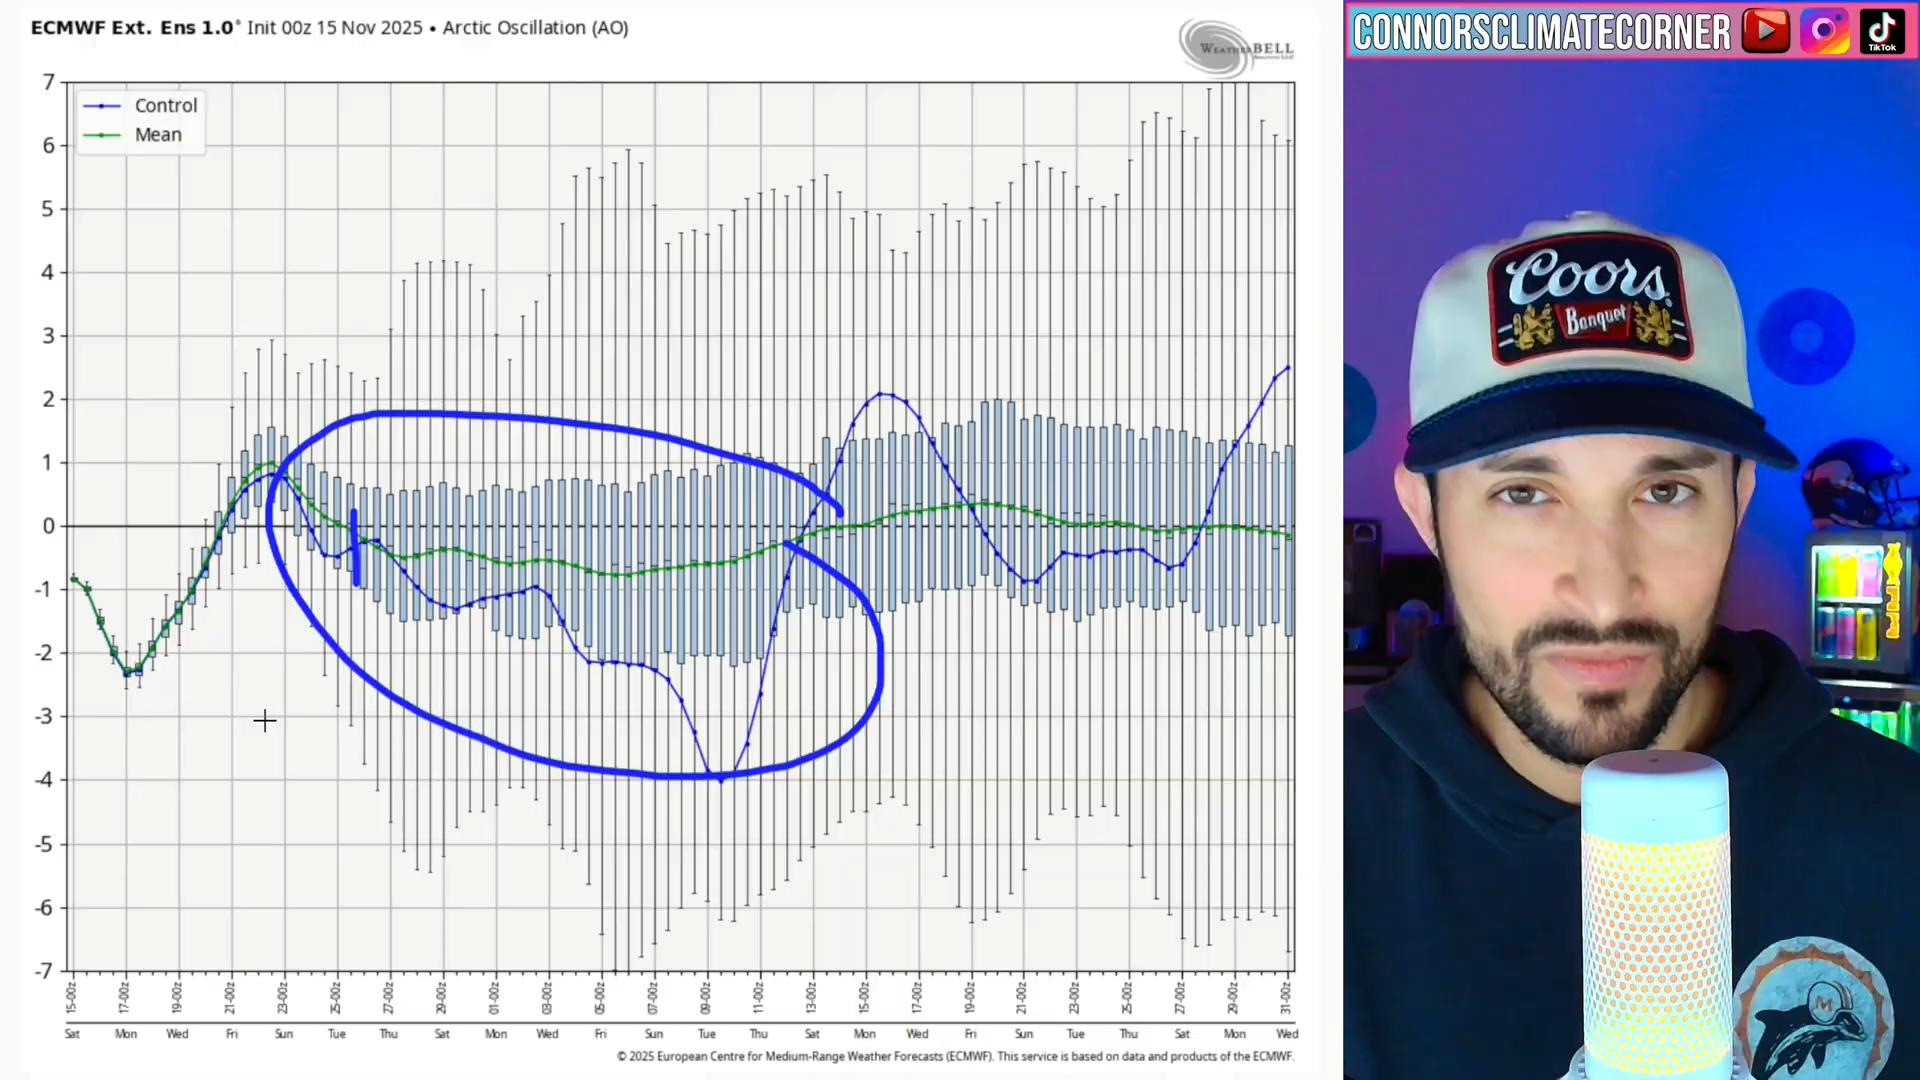 ECMWF Ext. Ens 1.0° Init 00z 15 Nov 2025 • Arctic Oscillation (AO)
WEATHERBELL
CONNORSCLIMATECORNER
TikTok
Control
Mean
7
6
5
4
3
2
1
0
-1
-2
-3
-4
-5
-6
-7
15-00z 17-00z 19-00z 21-00z 23-00z 25-00z 27-00z 29-00z 01-00z 03-00z 05-00z 07-00z 09-00z 11-00z 13-00z 15-00z 17-00z 19-00z 21-00z 23-00z 25-00z 27-00z 29-00z 31-00z
Sat Mon Wed Fri Sun Tue Thu Sat Mon Wed Fri Sun Tue Thu Sat Mon Wed Fri Sun Tue Thu Sat Mon Wed
© 2025 European Centre for Medium-Range Weather Forecasts (ECMWF). This service is based on data and products of the ECMWF.
Coors
Banquet
Red Bull
M